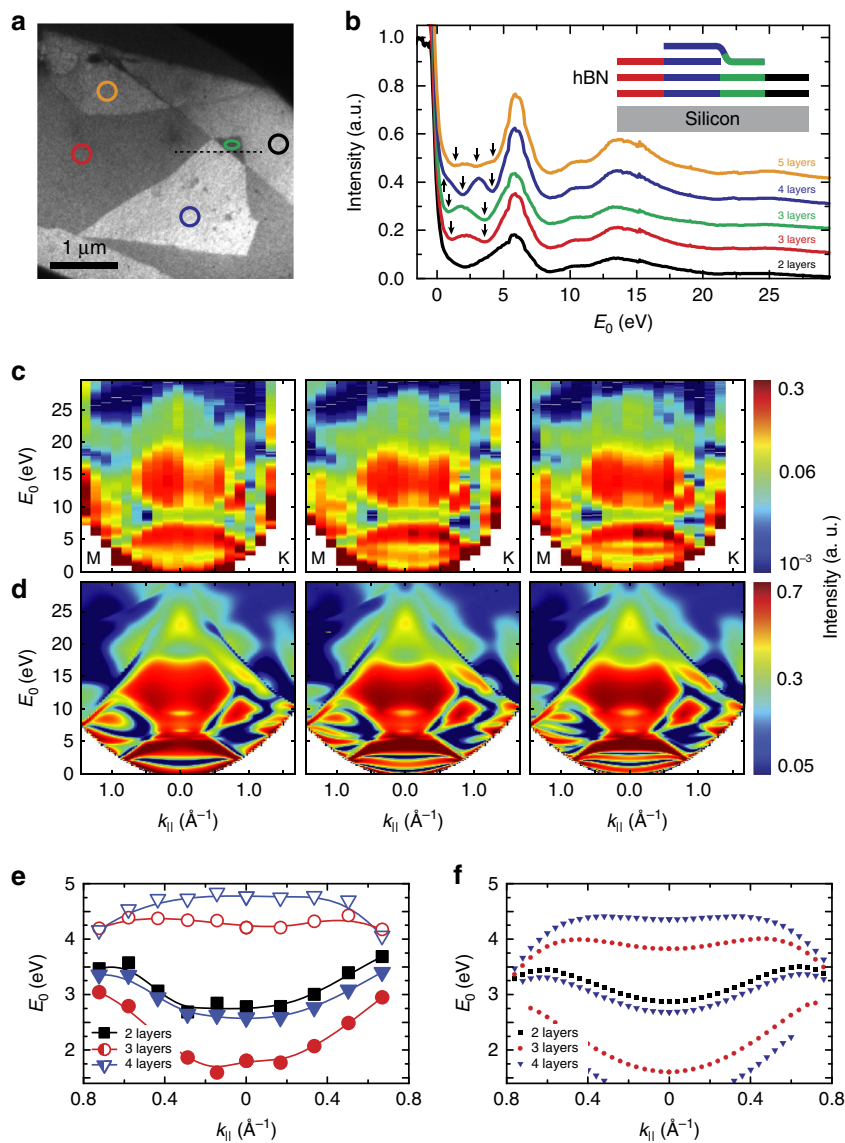 a
1 μm
b
1.0
0.8
0.6
0.4
0.2
0.0
Intensity (a.u.)
hBN
Silicon
5 layers
4 layers
3 layers
3 layers
2 layers
0 5 10 15 20 25
E0 (eV)
c
25
20
15
10
5
0
E0 (eV)
M K
M K
M K
0.3
0.06
10⁻³
Intensity (a. u.)
d
25
20
15
10
5
0
E0 (eV)
0.7
0.3
0.05
1.0 0.0 1.0 1.0 0.0 1.0 1.0 0.0 1.0
k|| (Å⁻¹) k|| (Å⁻¹) k|| (Å⁻¹)
e
5
4
3
2
E0 (eV)
2 layers
3 layers
4 layers
0.8 0.4 0 0.4 0.8
k|| (Å⁻¹)
f
5
4
3
2
E0 (eV)
2 layers
3 layers
4 layers
0.8 0.4 0 0.4 0.8
k|| (Å⁻¹)